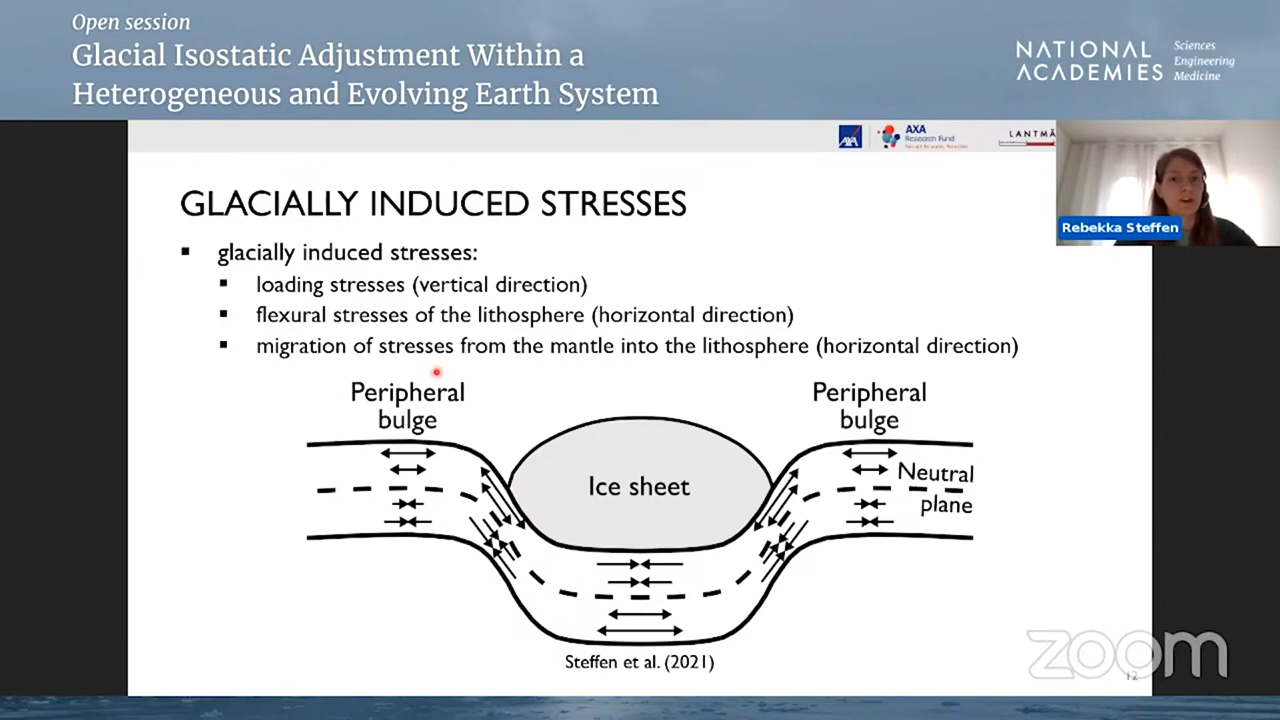 Open session
Glacial Isostatic Adjustment Within a
Heterogeneous and Evolving Earth System
NATIONAL
ACADEMIES
Sciences
Engineering
Medicine
AXA
AXA
Research Fund
LANTMÄ
Rebekka Steffen
GLACIALLY INDUCED STRESSES
▪ glacially induced stresses:
▪ loading stresses (vertical direction)
▪ flexural stresses of the lithosphere (horizontal direction)
▪ migration of stresses from the mantle into the lithosphere (horizontal direction)
Peripheral
bulge
Peripheral
bulge
Ice sheet
Neutral
plane
Steffen et al. (2021)
zoom
12